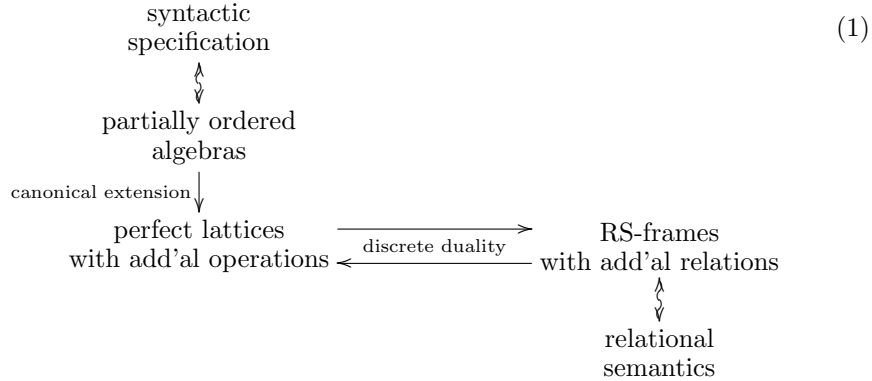 syntactic
specification
(1)
partially ordered
algebras
canonical extension
perfect lattices
with add'al operations
discrete duality
RS-frames
with add'al relations
relational
semantics